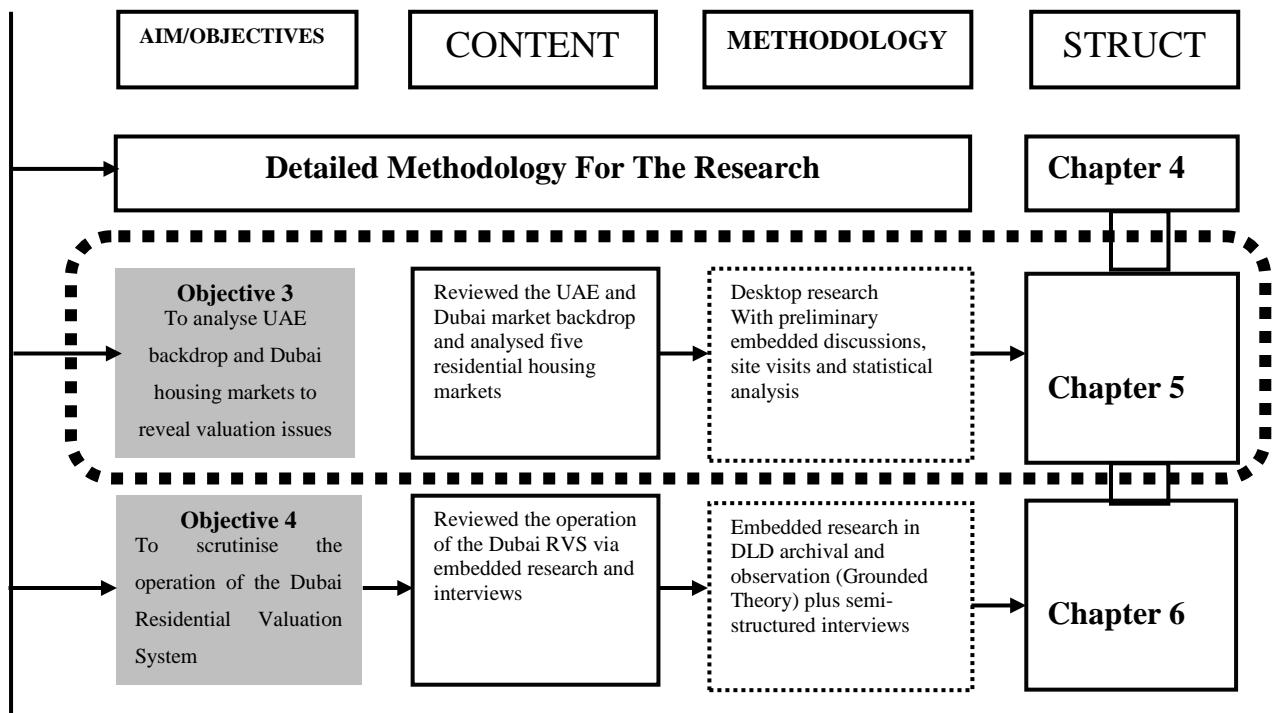 AIM/OBJECTIVES
CONTENT
METHODOLOGY
STRUCT
Detailed Methodology For The Research
Chapter 4
Objective 3
To analyse UAE
backdrop and Dubai
housing markets to
reveal valuation issues
Reviewed the UAE and
Dubai market backdrop
and analysed five
residential housing
markets
Desktop research
With preliminary
embedded discussions,
site visits and statistical
analysis
Chapter 5
Objective 4
To scrutinise the
operation of the Dubai
Residential Valuation
System
Reviewed the operation
of the Dubai RVS via
embedded research and
interviews
Embedded research in
DLD archival and
observation (Grounded
Theory) plus semi-
structured interviews
Chapter 6